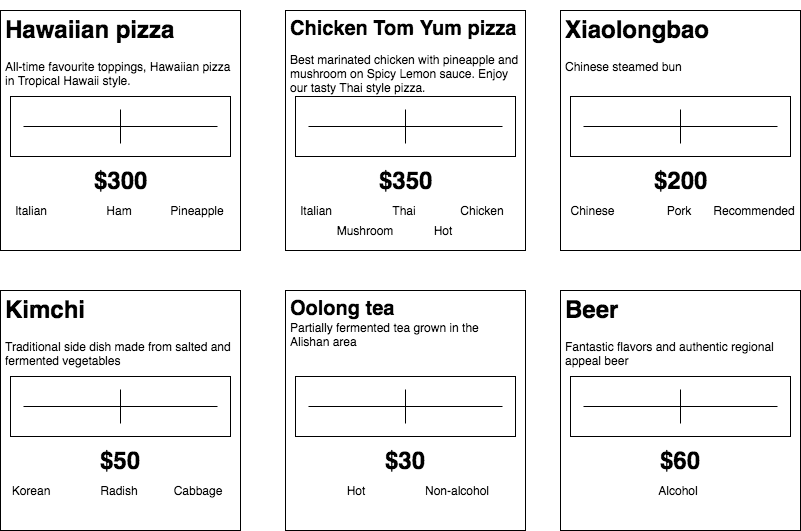 Hawaiian pizza
All-time favourite toppings, Hawaiian pizza
in Tropical Hawaii style.
$300
Italian Ham Pineapple
Chicken Tom Yum pizza
Best marinated chicken with pineapple and
mushroom on Spicy Lemon sauce. Enjoy
our tasty Thai style pizza.
$350
Italian Thai Chicken
Mushroom Hot
Xiaolongbao
Chinese steamed bun
$200
Chinese Pork Recommended
Kimchi
Traditional side dish made from salted and
fermented vegetables
$50
Korean Radish Cabbage
Oolong tea
Partially fermented tea grown in the
Alishan area
$30
Hot Non-alcohol
Beer
Fantastic flavors and authentic regional
appeal beer
$60
Alcohol